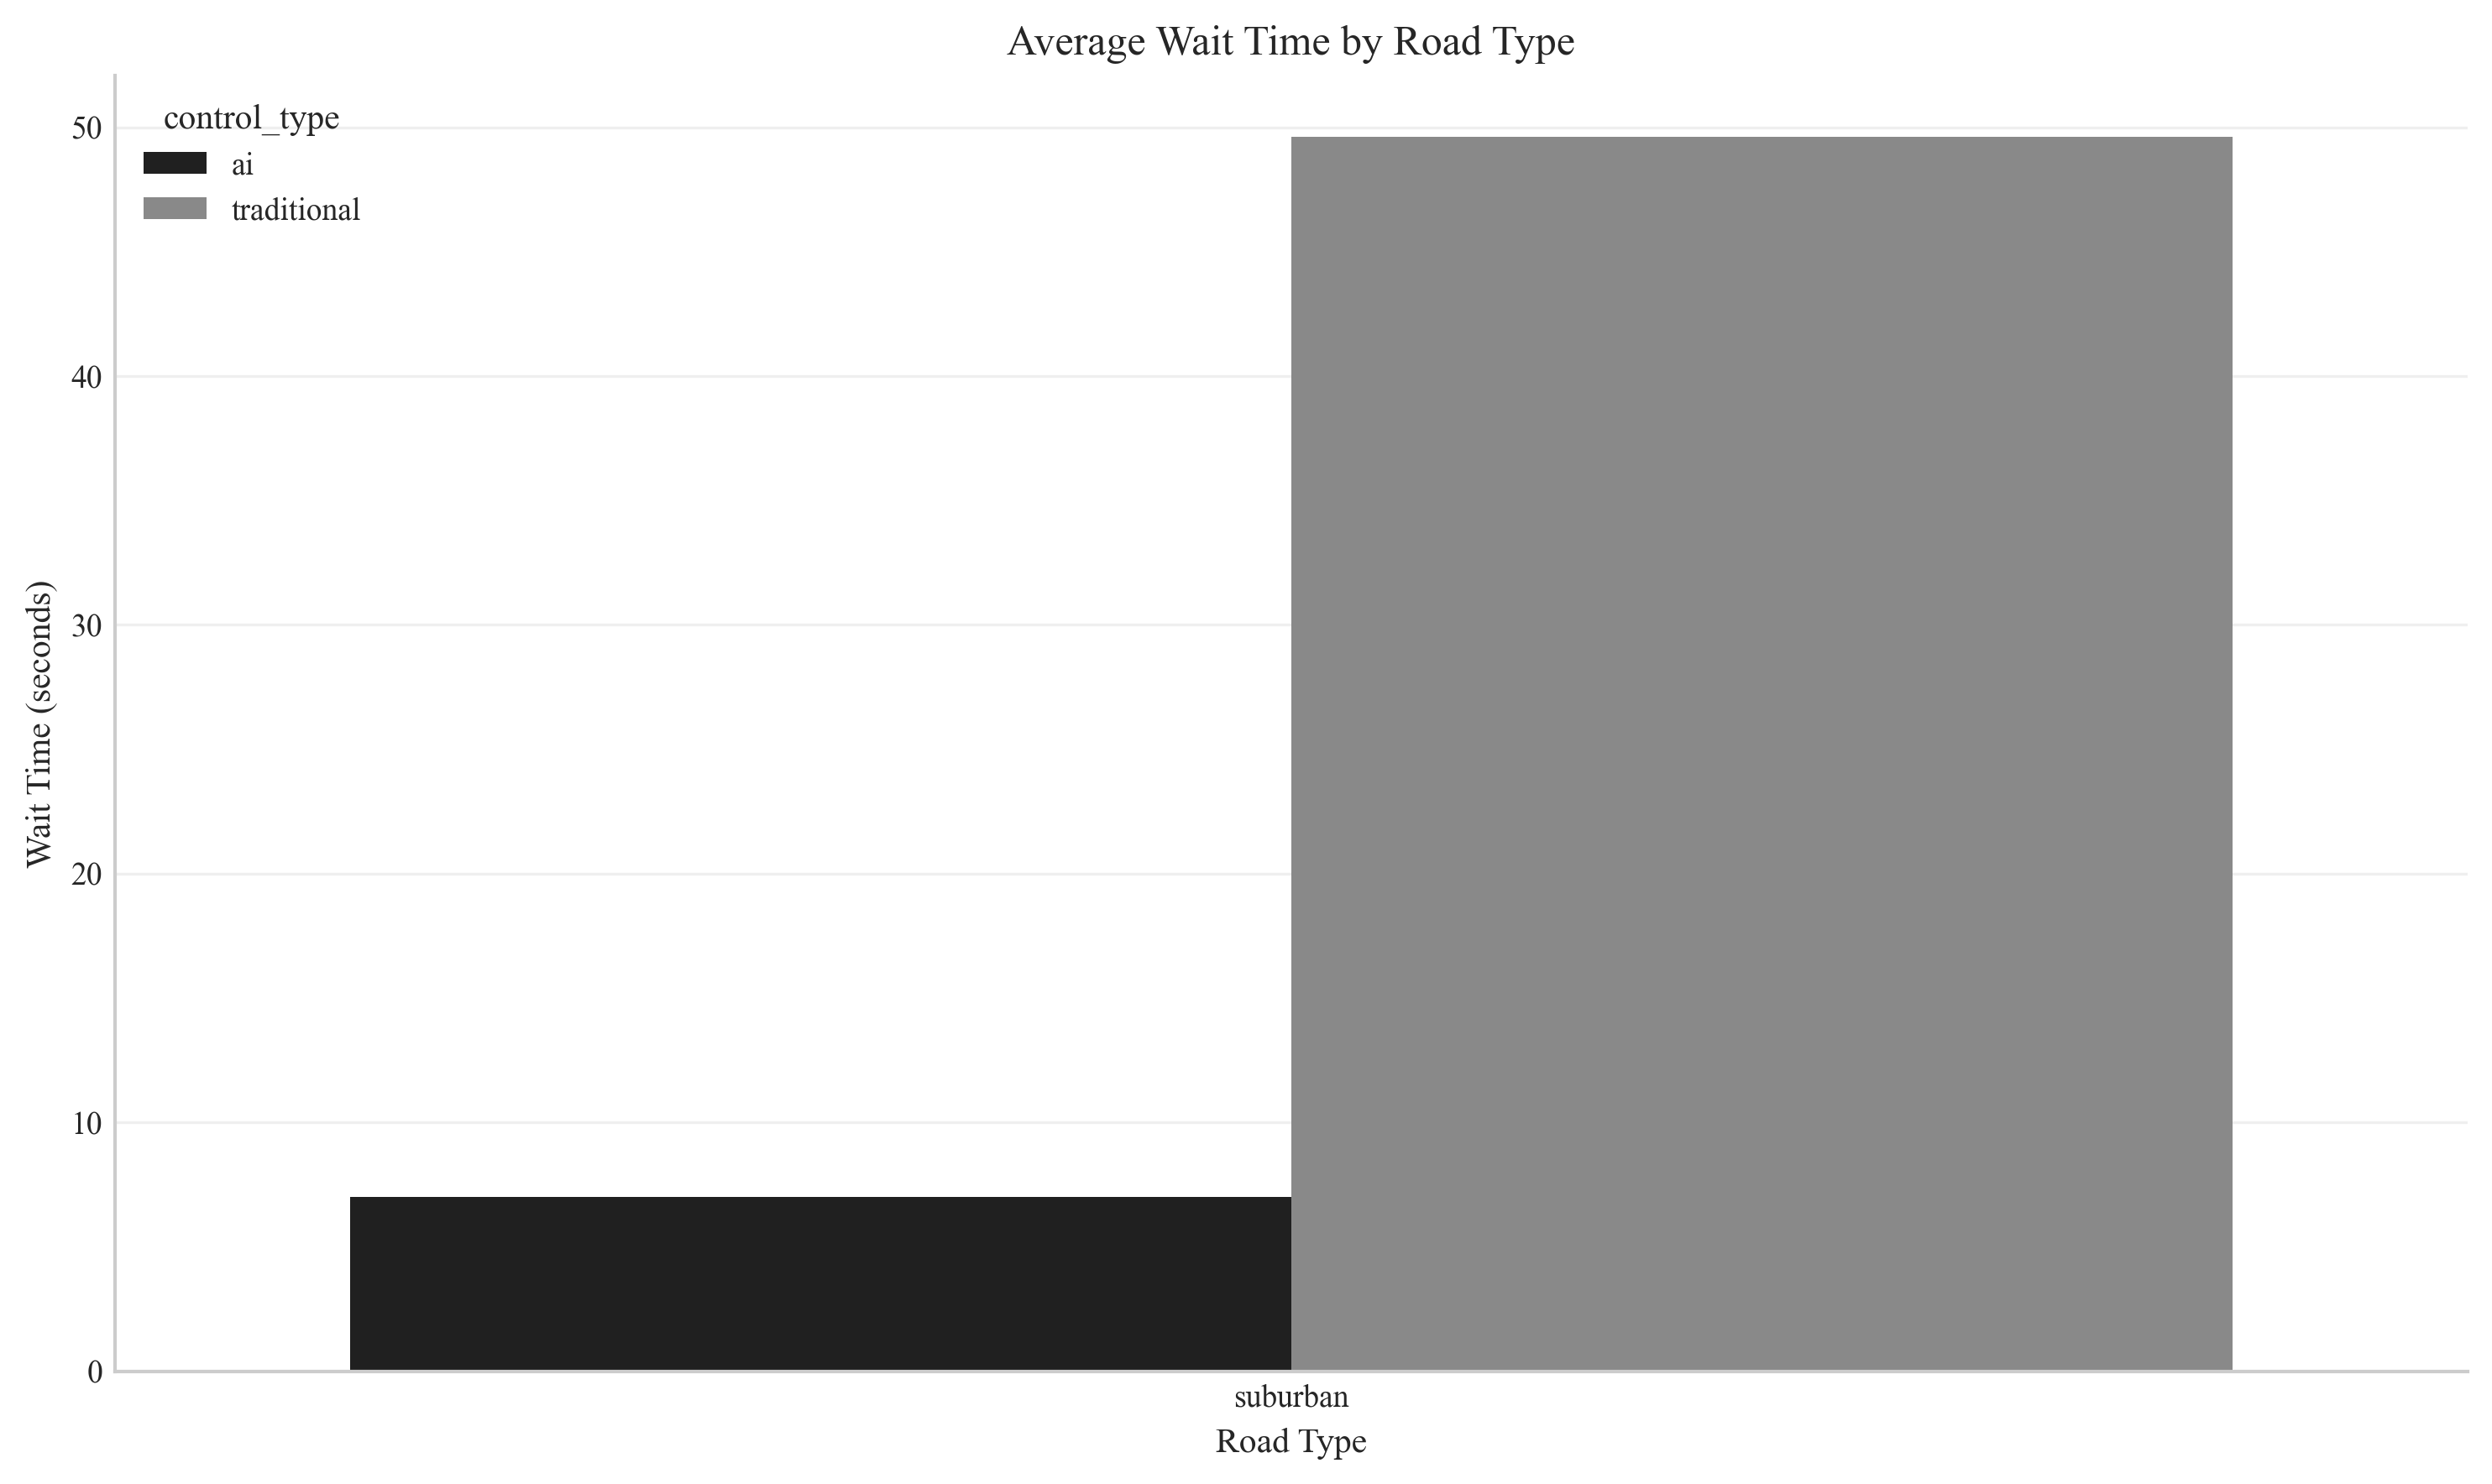 Average Wait Time by Road Type
control_type
ai
traditional
Wait Time (seconds)
50
40
30
20
10
0
suburban
Road Type